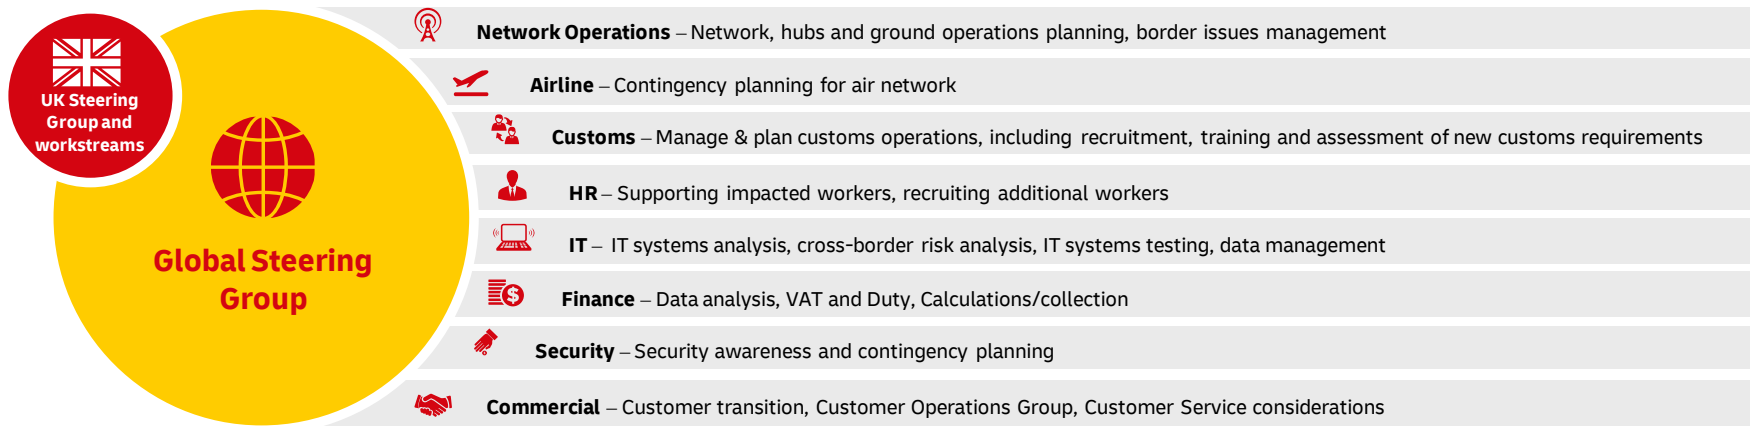 UK Steering
Group and
workstreams
Global Steering
Group
Network Operations – Network, hubs and ground operations planning, border issues management
Airline – Contingency planning for air network
Customs – Manage & plan customs operations, including recruitment, training and assessment of new customs requirements
HR – Supporting impacted workers, recruiting additional workers
IT – IT systems analysis, cross-border risk analysis, IT systems testing, data management
Finance – Data analysis, VAT and Duty, Calculations/collection
Security – Security awareness and contingency planning
Commercial – Customer transition, Customer Operations Group, Customer Service considerations